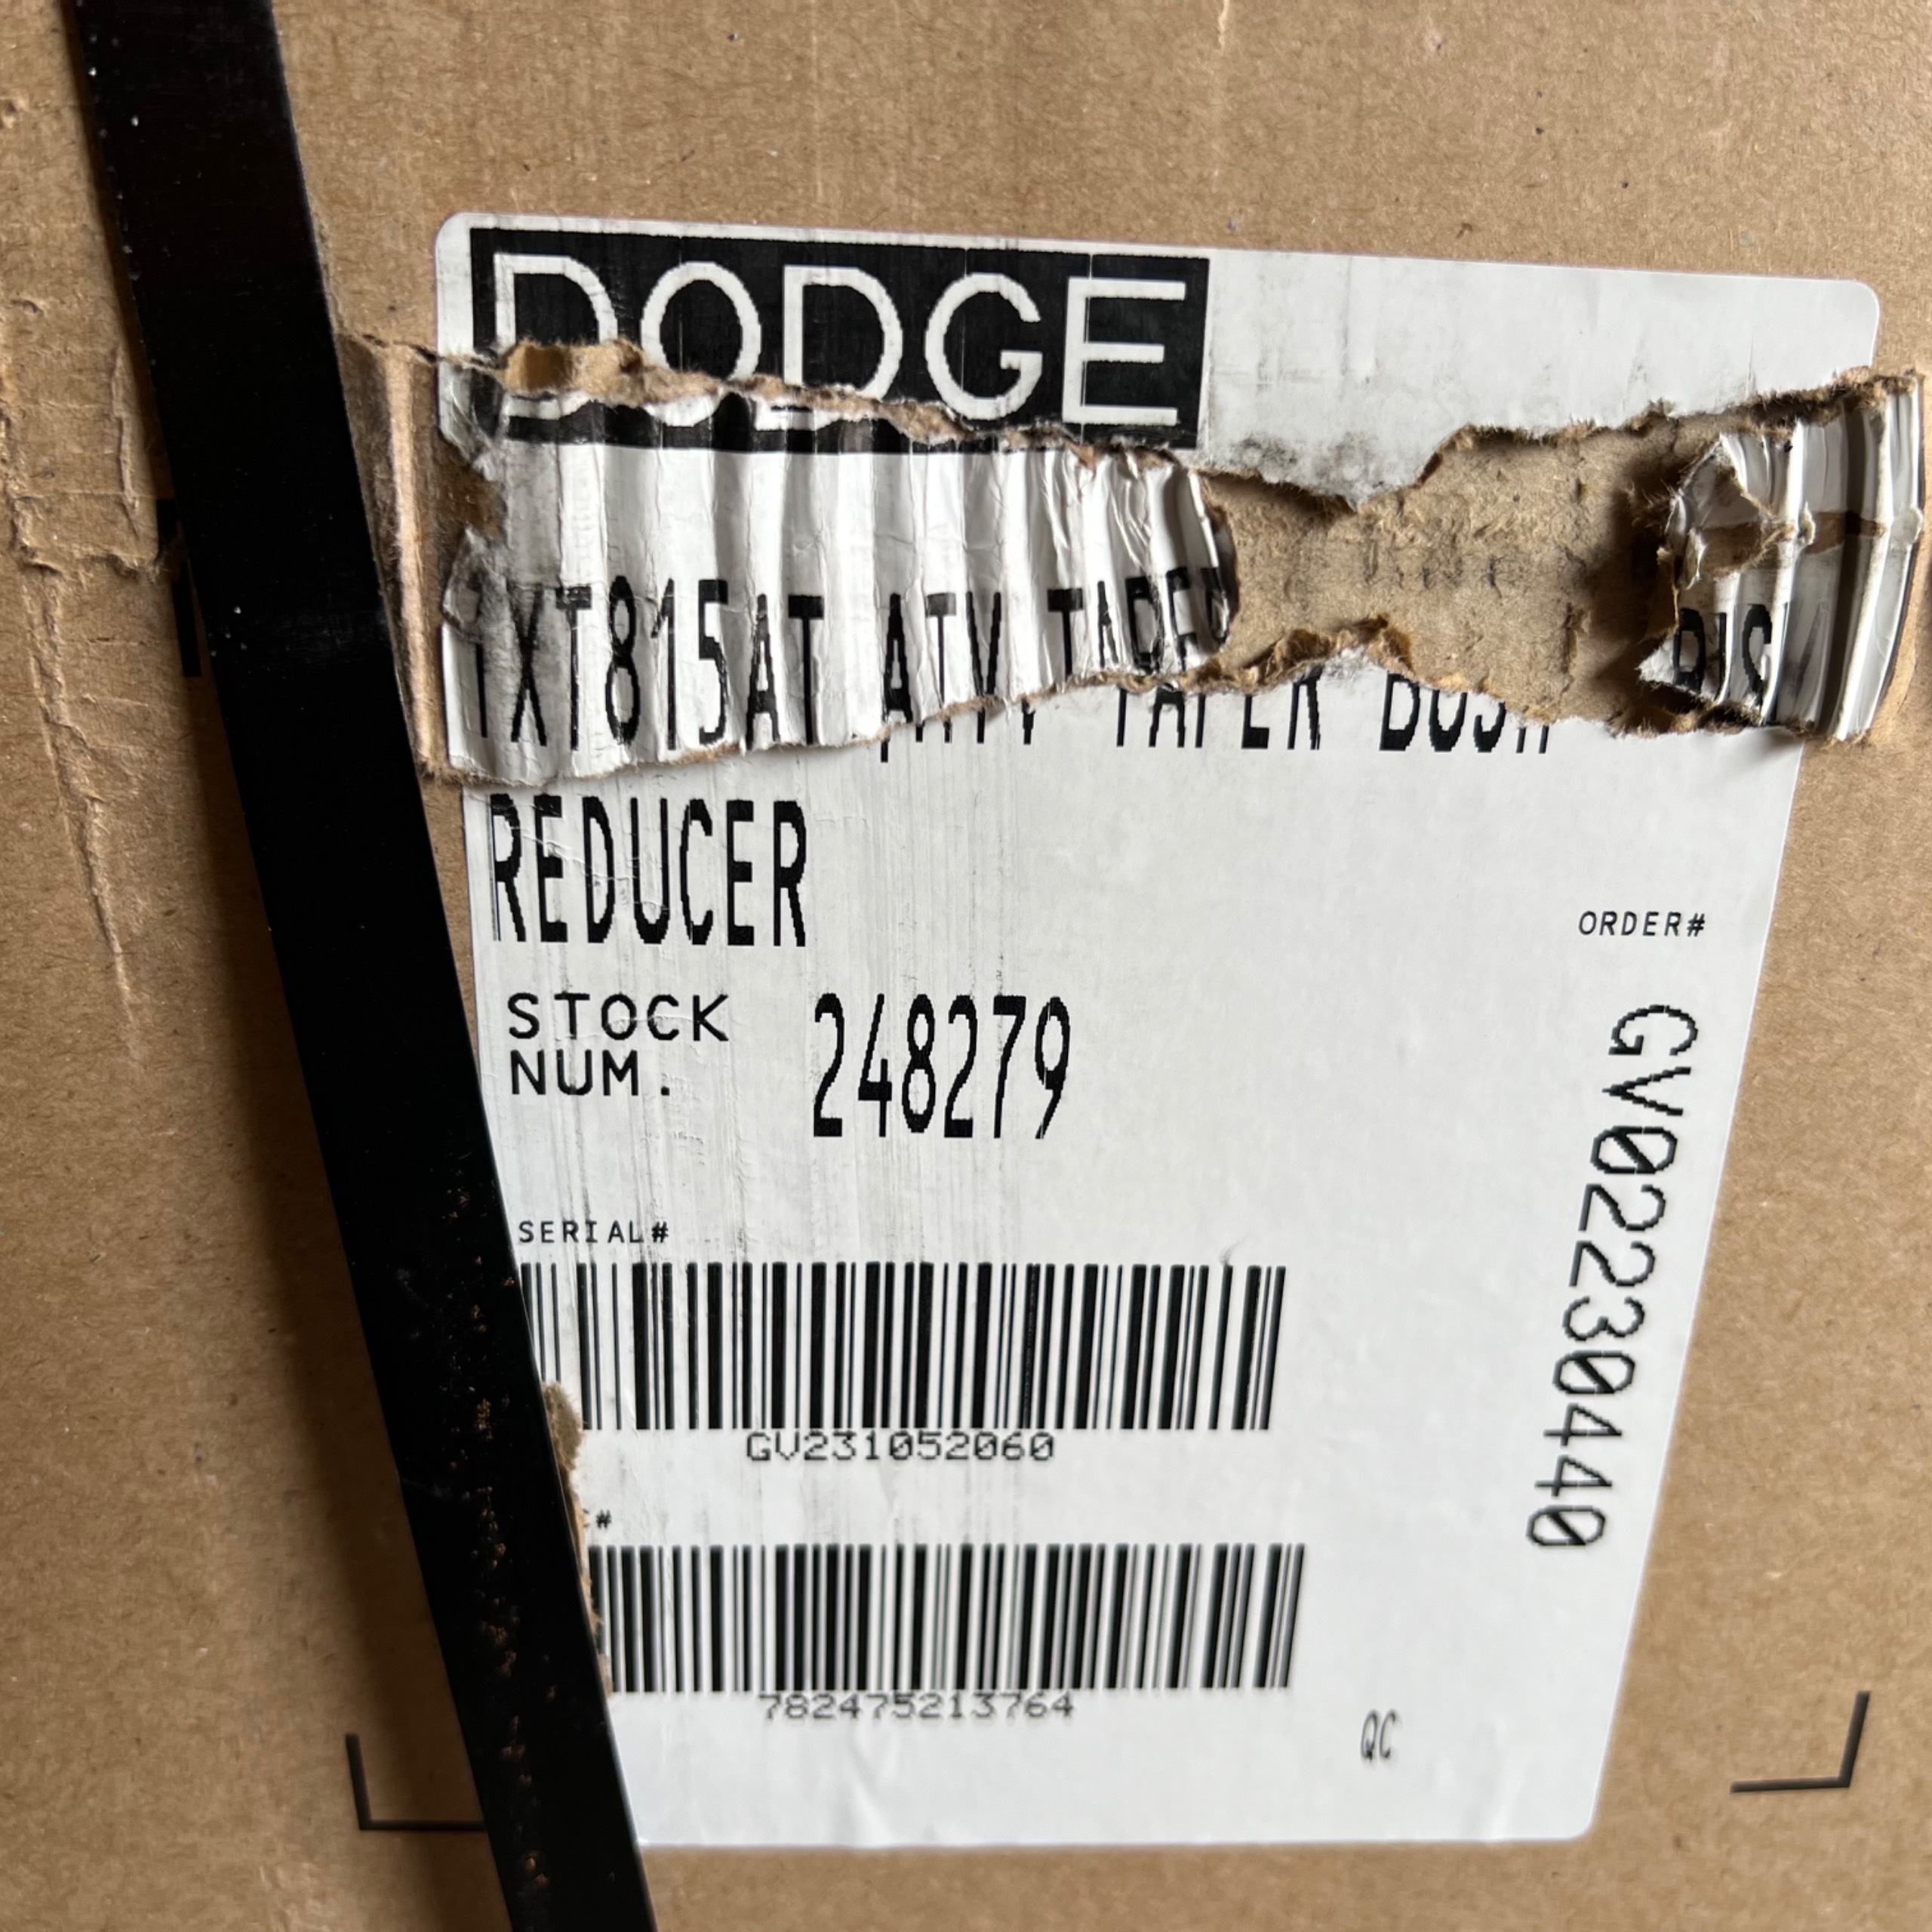 DODGE
TXT815AT ATV TAPER BUSH
REDUCER
ORDER#
STOCK
NUM. 248279
GV02230440
SERIAL#
GV231052060
782475213764
QC